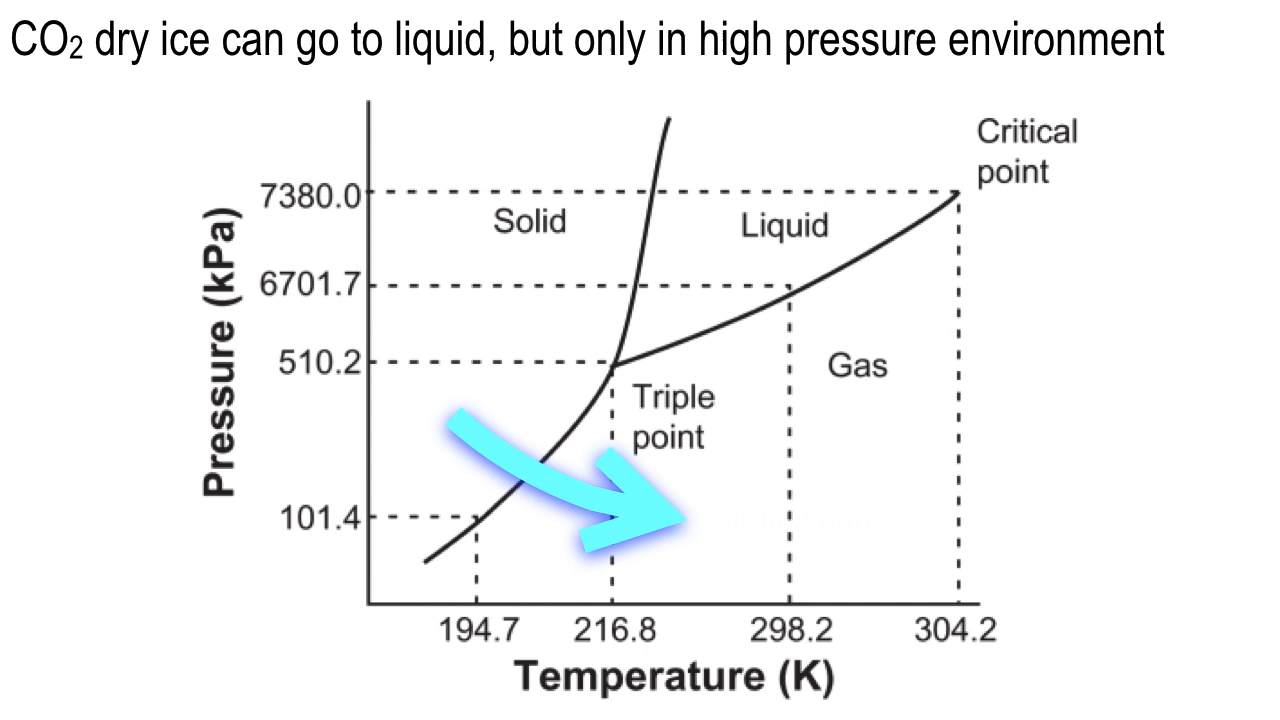 CO₂ dry ice can go to liquid, but only in high pressure environment
Critical
point
7380.0
Solid
Liquid
6701.7
510.2
Gas
Triple
point
101.4
Pressure (kPa)
194.7
216.8
298.2
304.2
Temperature (K)